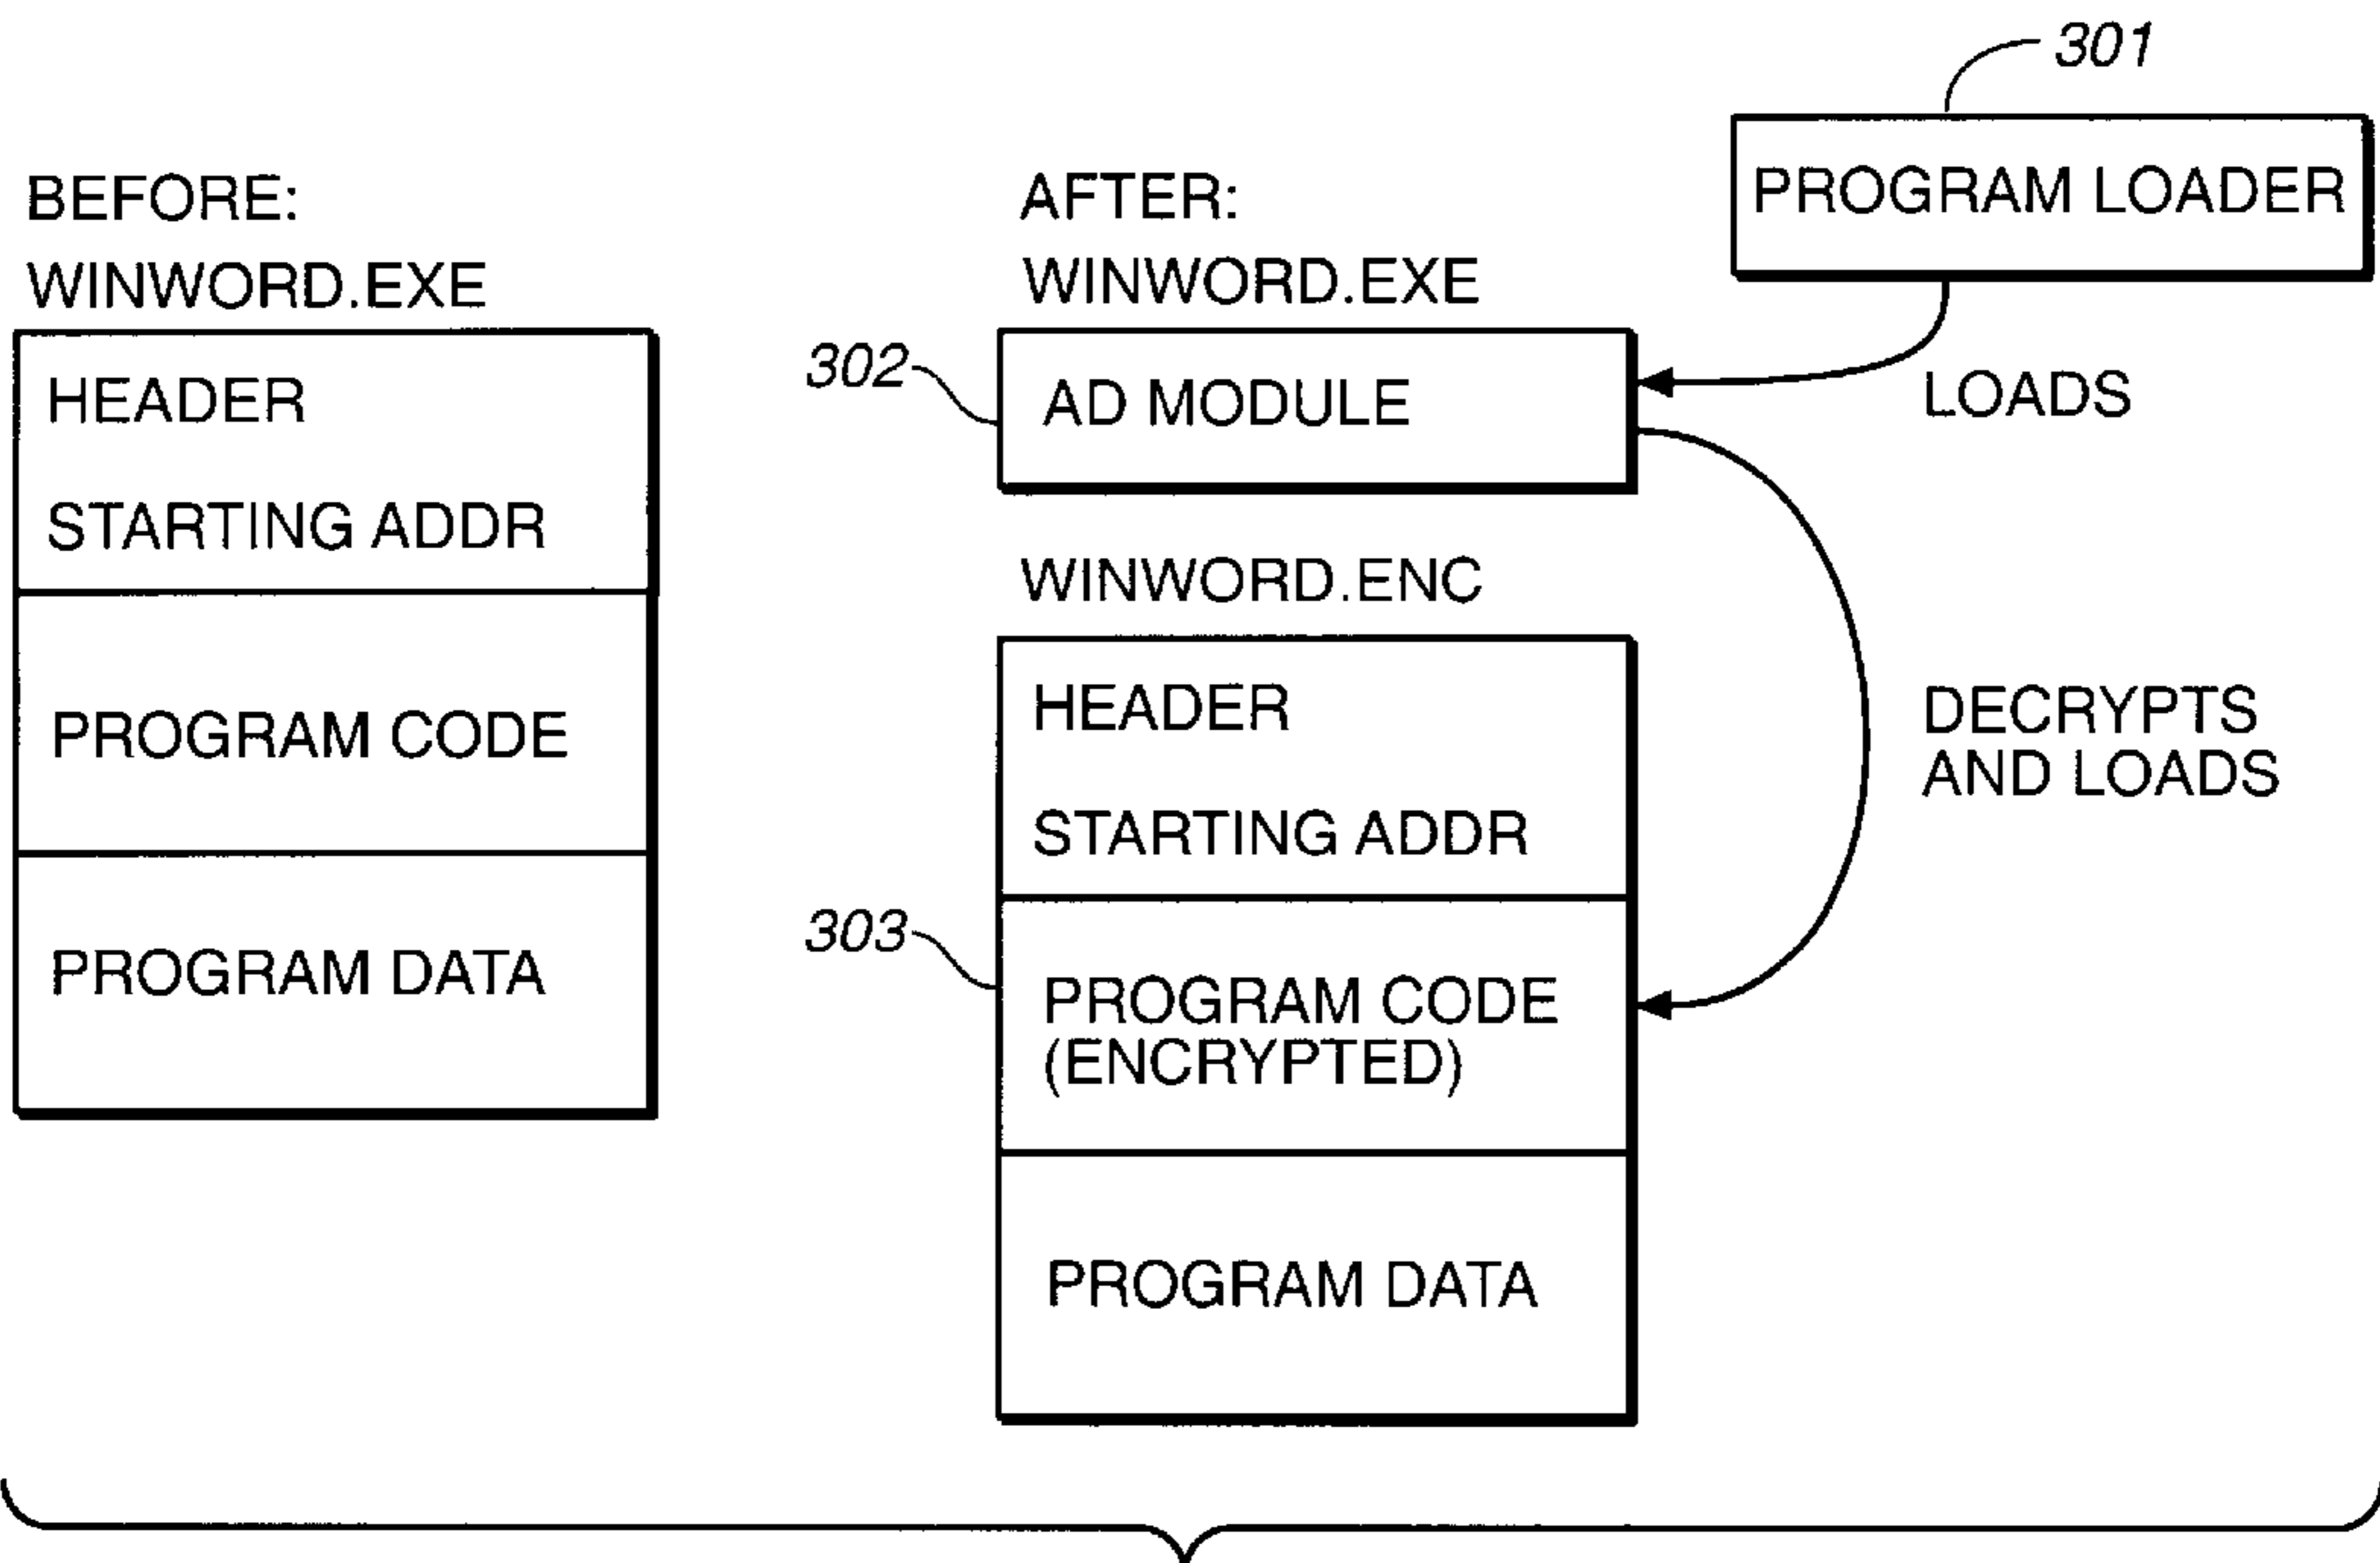 BEFORE:
WINWORD.EXE
HEADER
STARTING ADDR
PROGRAM CODE
PROGRAM DATA
AFTER:
WINWORD.EXE
302
AD MODULE
WINWORD.ENC
HEADER
STARTING ADDR
303
PROGRAM CODE
(ENCRYPTED)
PROGRAM DATA
301
PROGRAM LOADER
LOADS
DECRYPTS
AND LOADS